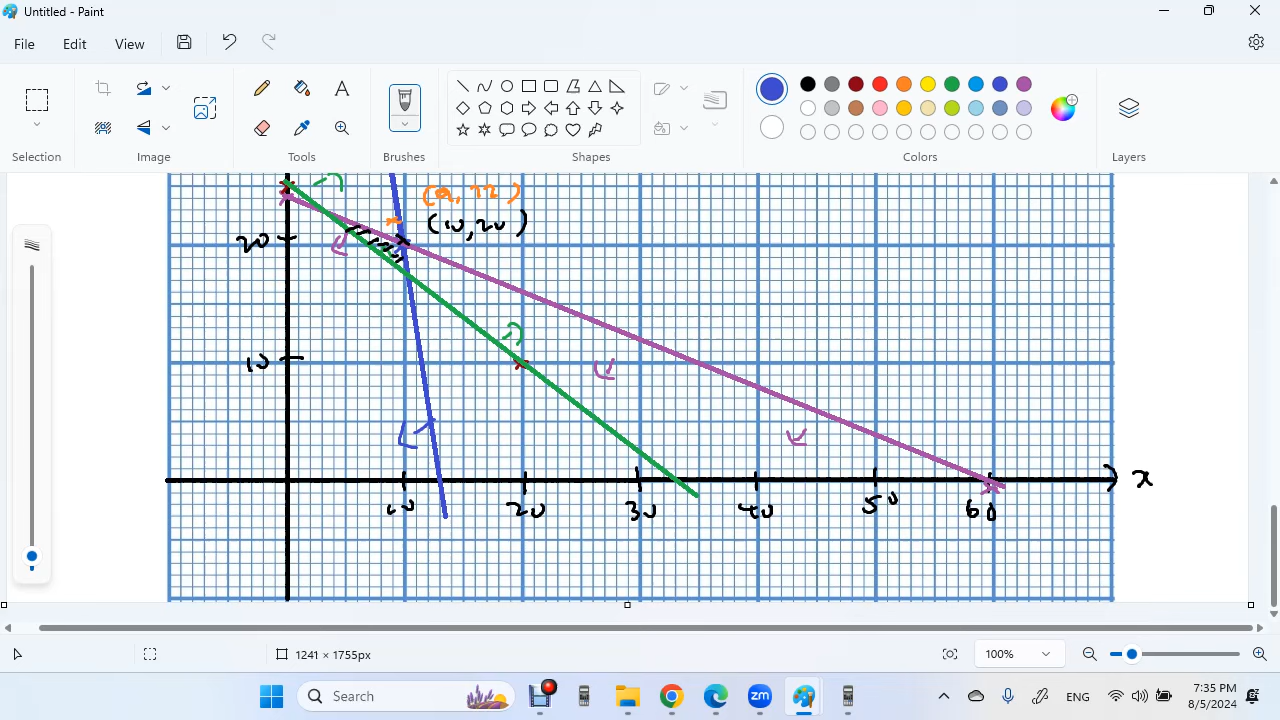 Untitled - Paint
File Edit View
Selection Image Tools Brushes Shapes Colors Layers
(10,20)
20
10
x
10 20 30 40 50 60
1241 × 1755px
100%
Search
zm
ENG
7:35 PM
8/5/2024